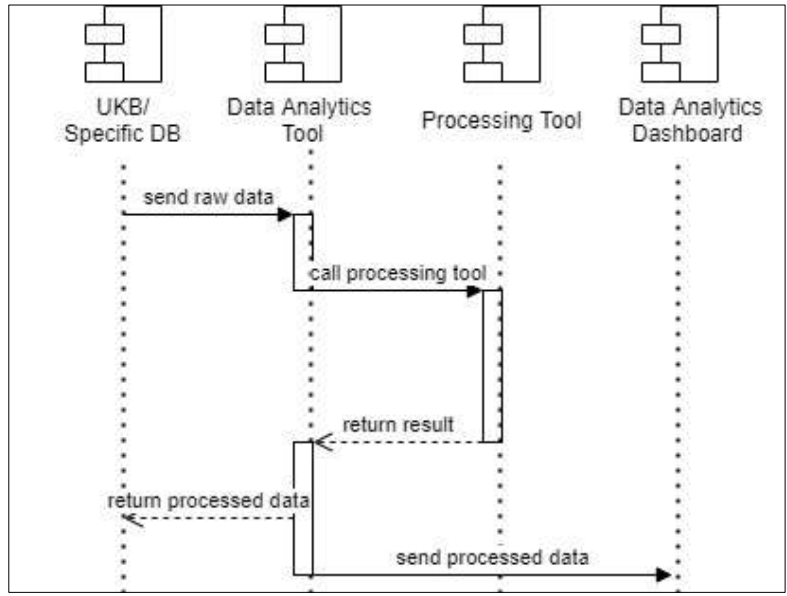 UKB/
Specific DB
Data Analytics
Tool
Processing Tool
Data Analytics
Dashboard
send raw data
call processing tool
return result
return processed data
send processed data